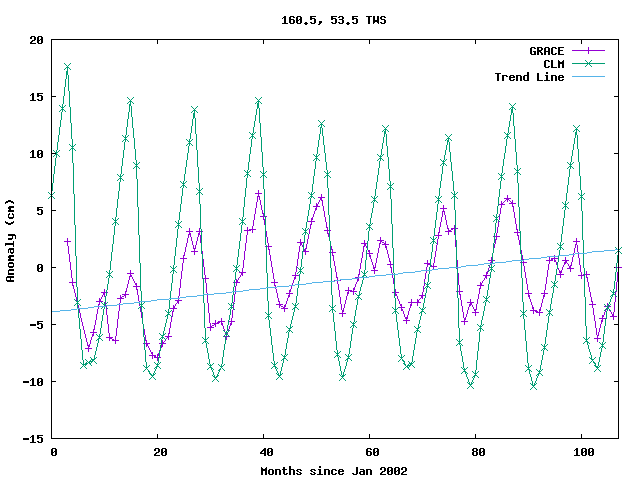 160.5, 53.5 TWS
GRACE
CLM
Trend Line
20
15
10
5
0
-5
-10
-15
Anomaly (cm)
0 20 40 60 80 100
Months since Jan 2002